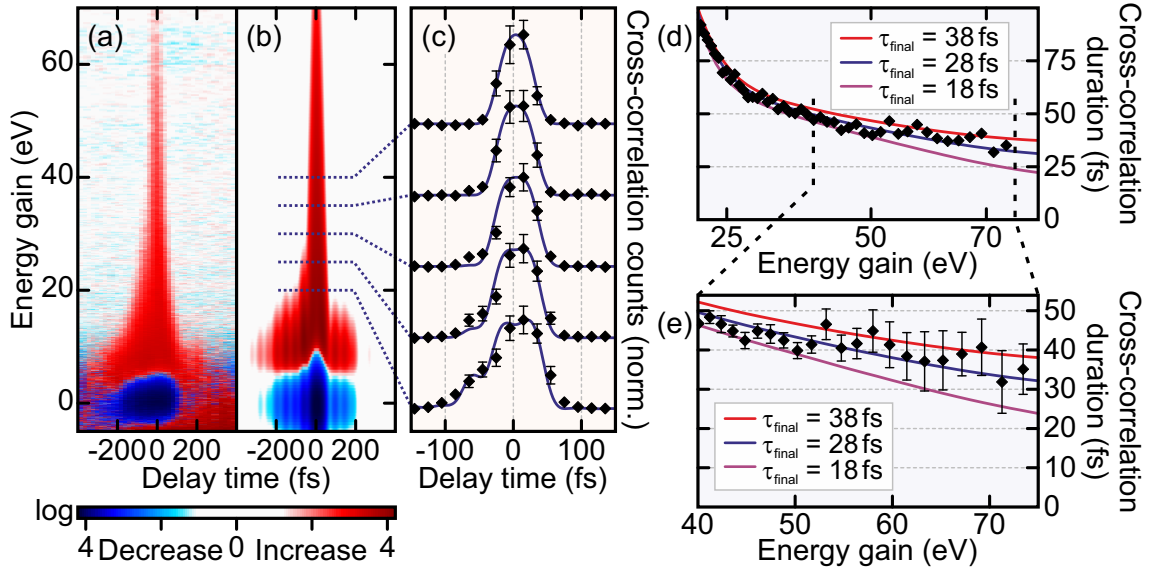 (a)
(b)
(c)
(d)
(e)
Energy gain (eV)
60
40
20
0
-200 0 200
-200 0 200
Delay time (fs)
log
4 Decrease 0 Increase 4
-100 0 100
Delay time (fs)
Cross-correlation counts (norm.)
τfinal = 38 fs
τfinal = 28 fs
τfinal = 18 fs
75
50
25
0
Cross-correlation
duration (fs)
25 50 70
Energy gain (eV)
τfinal = 38 fs
τfinal = 28 fs
τfinal = 18 fs
50
40
30
20
10
0
Cross-correlation
duration (fs)
40 50 60 70
Energy gain (eV)